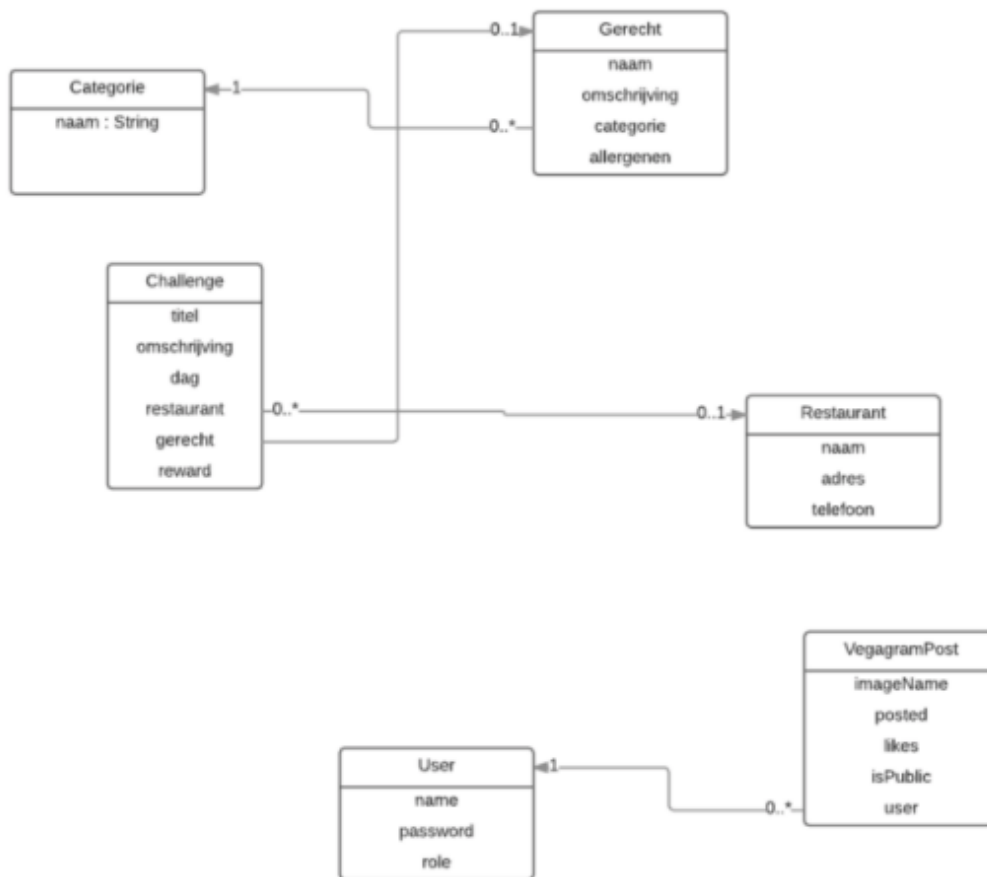 0..1
Gerecht
naam
omschrijving
categorie
allergenen
Categorie
naam : String
1
0..*
Challenge
titel
omschrijving
dag
restaurant
gerecht
reward
0..*
0..1
Restaurant
naam
adres
telefoon
VegagramPost
imageName
posted
likes
isPublic
user
User
name
password
role
1
0..*